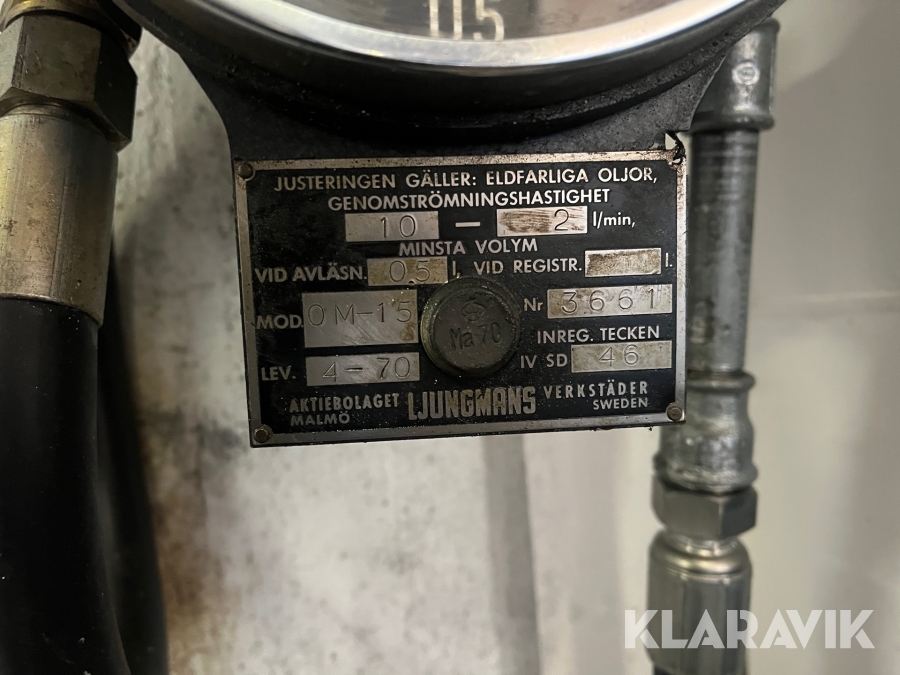 05
JUSTERINGEN GÄLLER: ELDFARLIGA OLJOR,
GENOMSTRÖMNINGSHASTIGHET
10 — 2 l/min,
MINSTA VOLYM
VID AVLÄSN. 0,5 l, VID REGISTR. l.
MOD. OM-15 Nr 3661
Ma 70
INREG. TECKEN
LEV. 4-70 IV SD 46
AKTIEBOLAGET LJUNGMANS VERKSTÄDER
MALMÖ SWEDEN
KLARAVIK